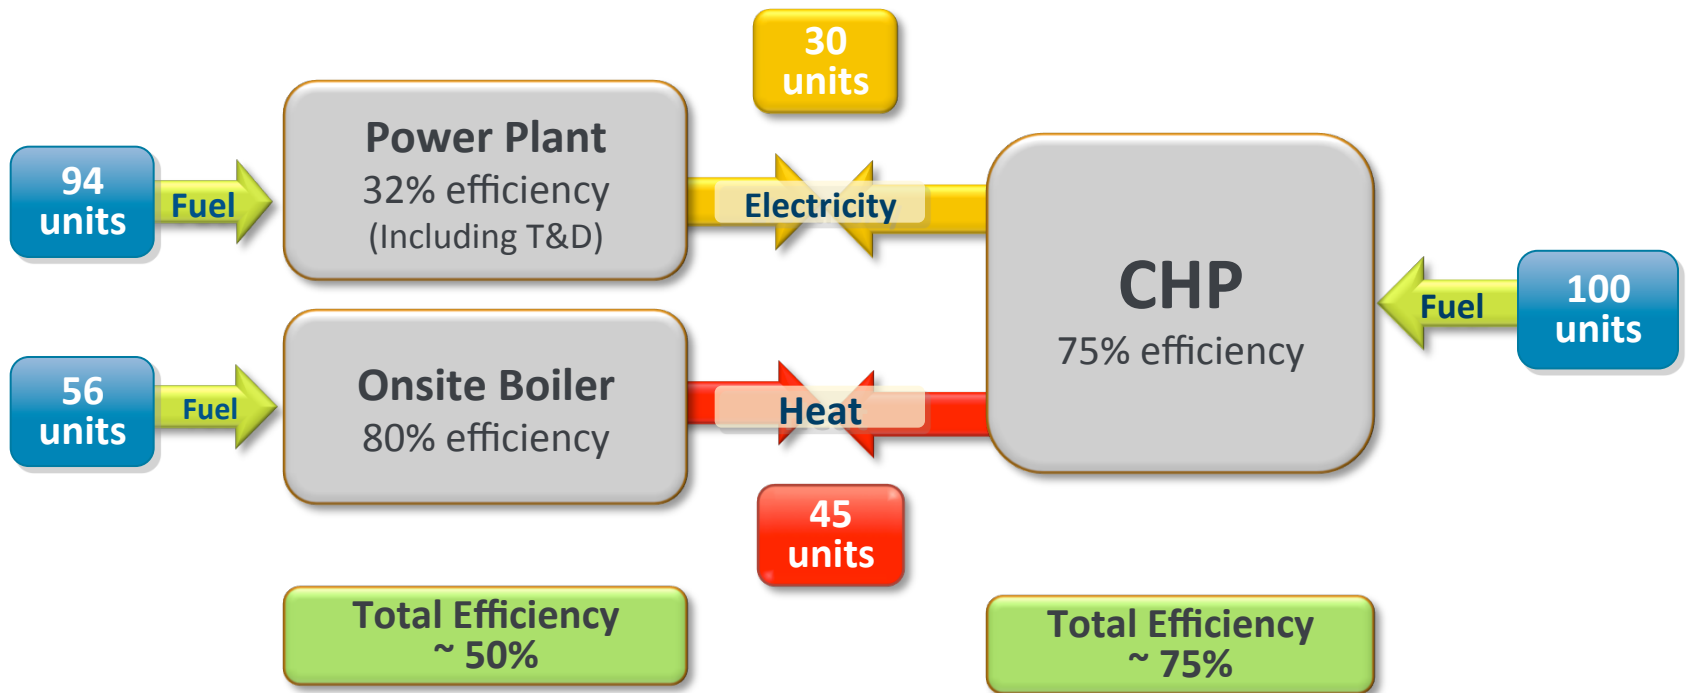 30
units
Power Plant
32% efficiency
(Including T&D)
94
units
Fuel
Electricity
CHP
75% efficiency
Fuel
100
units
56
units
Fuel
Onsite Boiler
80% efficiency
Heat
45
units
Total Efficiency
~ 50%
Total Efficiency
~ 75%